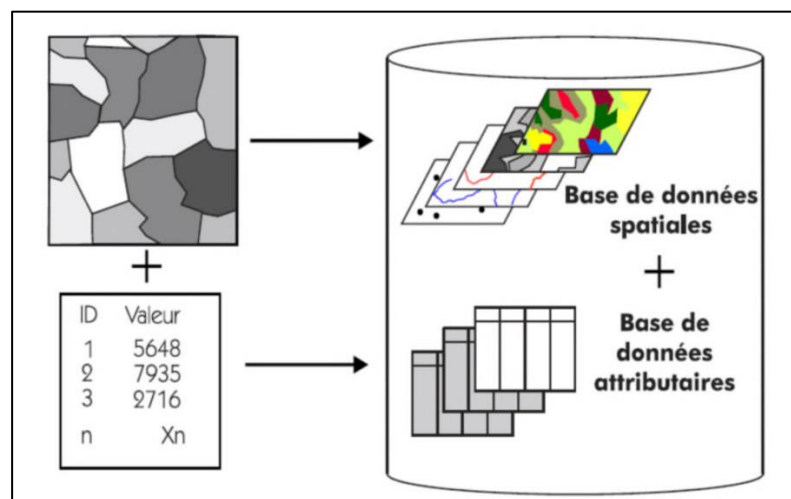 ID Valeur
1 5648
2 7935
3 2716
n Xn
Base de données
spatiales
+
Base de
données
attributaires
+